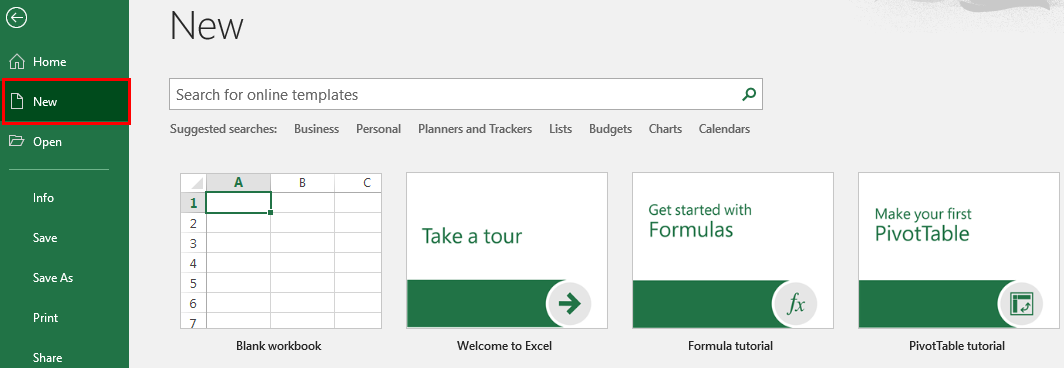 New
Home
New
Open
Info
Save
Save As
Print
Share
Search for online templates
Suggested searches: Business Personal Planners and Trackers Lists Budgets Charts Calendars
A B C
1
2
3
4
5
6
7
Blank workbook
Take a tour
Welcome to Excel
Get started with
Formulas
fx
Formula tutorial
Make your first
PivotTable
PivotTable tutorial